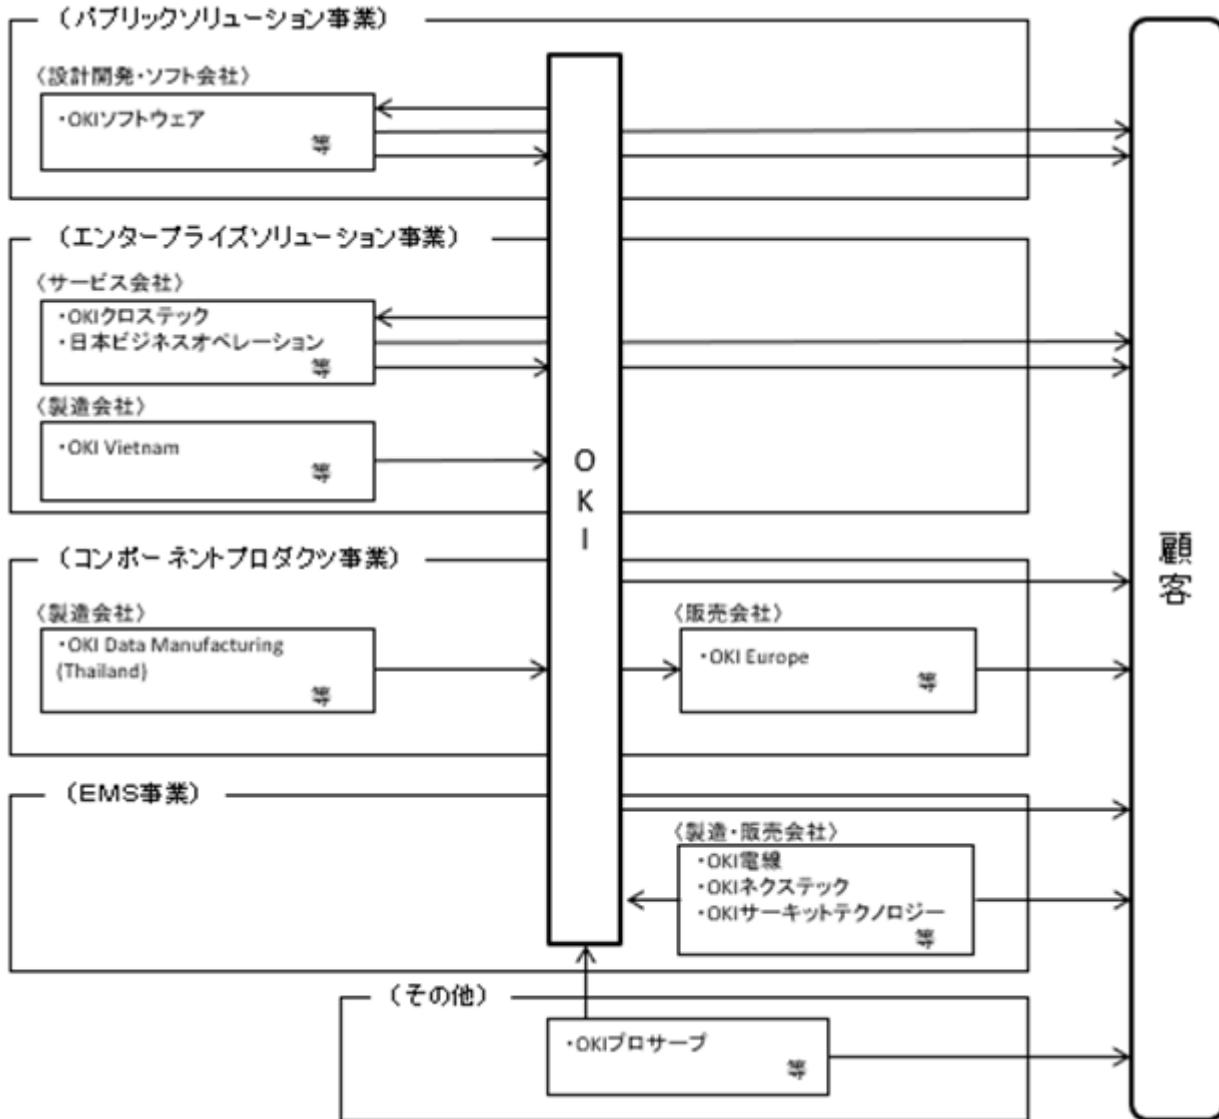 （パブリックソリューション事業）
〈設計開発・ソフト会社〉
・OKIソフトウェア
等
（エンタープライズソリューション事業）
〈サービス会社〉
・OKIクロステック
・日本ビジネスオペレーション
等
〈製造会社〉
・OKI Vietnam
等
OKI
顧客
（コンポーネントプロダクツ事業）
〈製造会社〉
・OKI Data Manufacturing
(Thailand)
等
〈販売会社〉
・OKI Europe
等
（EMS事業）
〈製造・販売会社〉
・OKI電線
・OKIネクステック
・OKIサーキットテクノロジー
等
（その他）
・OKIプロサーブ
等